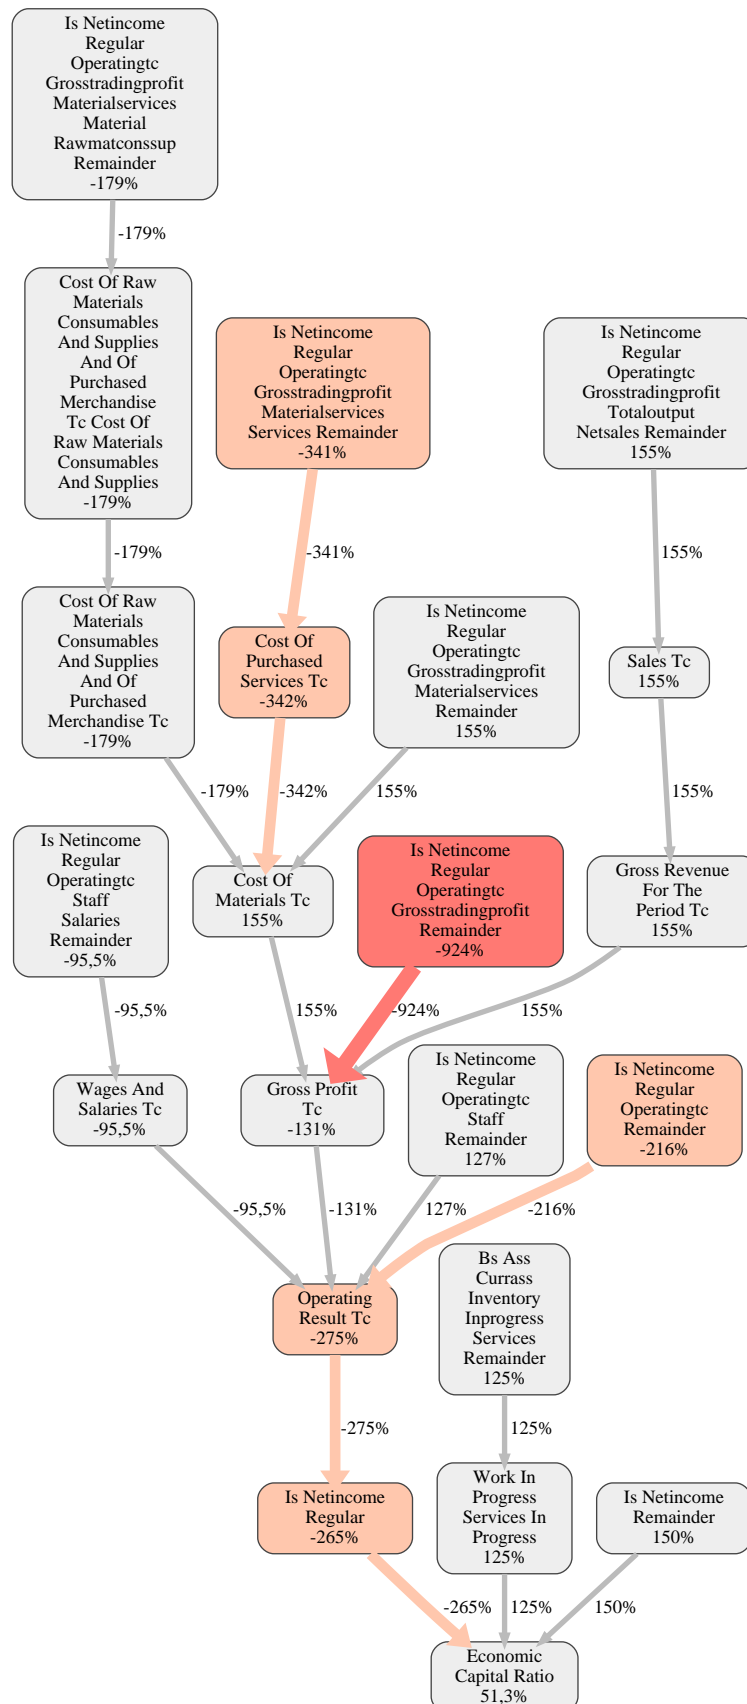 Is Netincome
Regular
Operatingtc
Grosstradingprofit
Materialservices
Material
Rawmatconssup
Remainder
-179%
-179%
Cost Of Raw
Materials
Consumables
And Supplies
And Of
Purchased
Merchandise
Tc Cost Of
Raw Materials
Consumables
And Supplies
-179%
Is Netincome
Regular
Operatingtc
Grosstradingprofit
Materialservices
Services Remainder
-341%
Is Netincome
Regular
Operatingtc
Grosstradingprofit
Totaloutput
Netsales Remainder
155%
-179%
-341%
155%
Cost Of Raw
Materials
Consumables
And Supplies
And Of
Purchased
Merchandise Tc
-179%
Cost Of
Purchased
Services Tc
-342%
Is Netincome
Regular
Operatingtc
Grosstradingprofit
Materialservices
Remainder
155%
Sales Tc
155%
-179%
-342%
155%
155%
Is Netincome
Regular
Operatingtc
Staff
Salaries
Remainder
-95,5%
Cost Of
Materials Tc
155%
Is Netincome
Regular
Operatingtc
Grosstradingprofit
Remainder
-924%
Gross Revenue
For The
Period Tc
155%
-95,5%
155%
-924%
155%
Wages And
Salaries Tc
-95,5%
Gross Profit
Tc
-131%
Is Netincome
Regular
Operatingtc
Staff
Remainder
127%
Is Netincome
Regular
Operatingtc
Remainder
-216%
-95,5%
-131%
127%
-216%
Operating
Result Tc
-275%
Bs Ass
Currass
Inventory
Inprogress
Services
Remainder
125%
-275%
125%
Is Netincome
Regular
-265%
Work In
Progress
Services In
Progress
125%
Is Netincome
Remainder
150%
-265%
125%
150%
Economic
Capital Ratio
51,3%